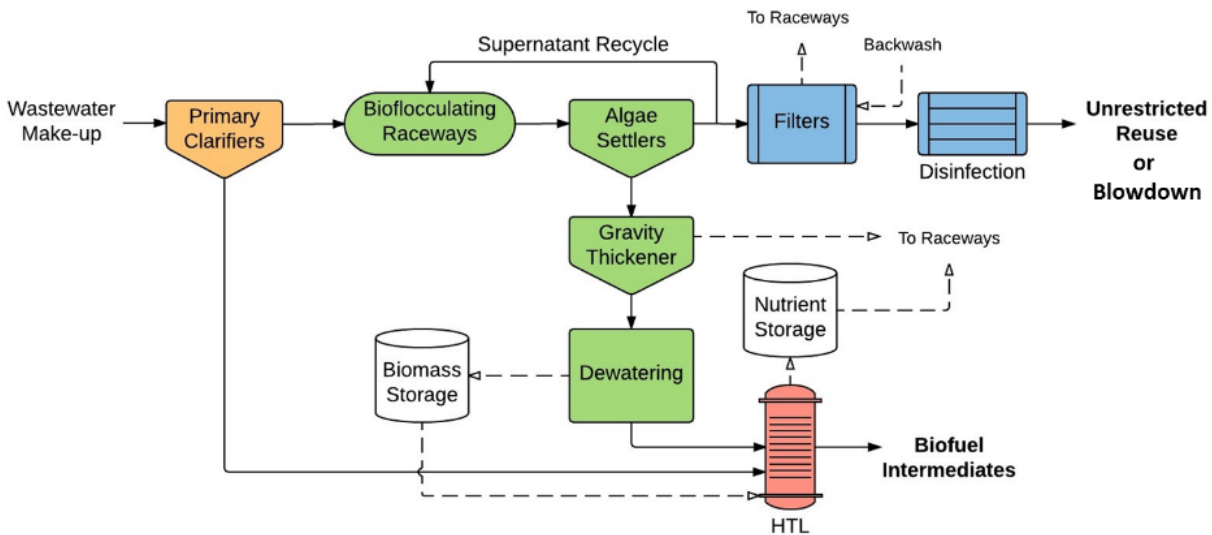 To Raceways
Supernatant Recycle
Backwash
Wastewater
Make-up
Primary
Clarifiers
Bioflocculating
Raceways
Algae
Settlers
Filters
Disinfection
Unrestricted
Reuse
or
Blowdown
Gravity
Thickener
To Raceways
Nutrient
Storage
Biomass
Storage
Dewatering
Biofuel
Intermediates
HTL